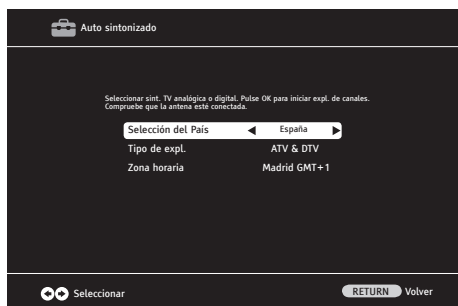 Auto sintonizado
Seleccionar sint. TV analógica o digital. Pulse OK para iniciar expl. de canales.
Compruebe que la antena esté conectada.
Selección del País España
Tipo de expl. ATV & DTV
Zona horaria Madrid GMT+1
Seleccionar RETURN Volver